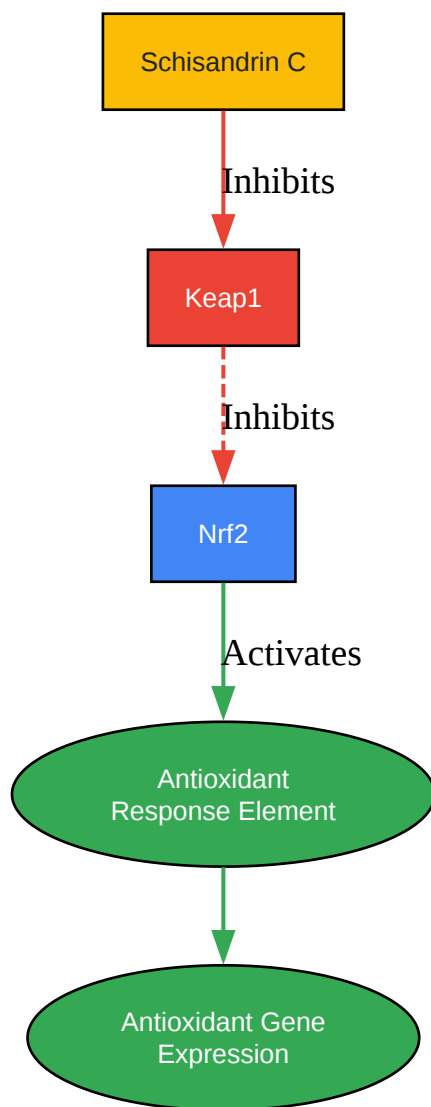 Schisandrin C
Inhibits
Keap1
Inhibits
Nrf2
Activates
Antioxidant
Response Element
Antioxidant Gene
Expression